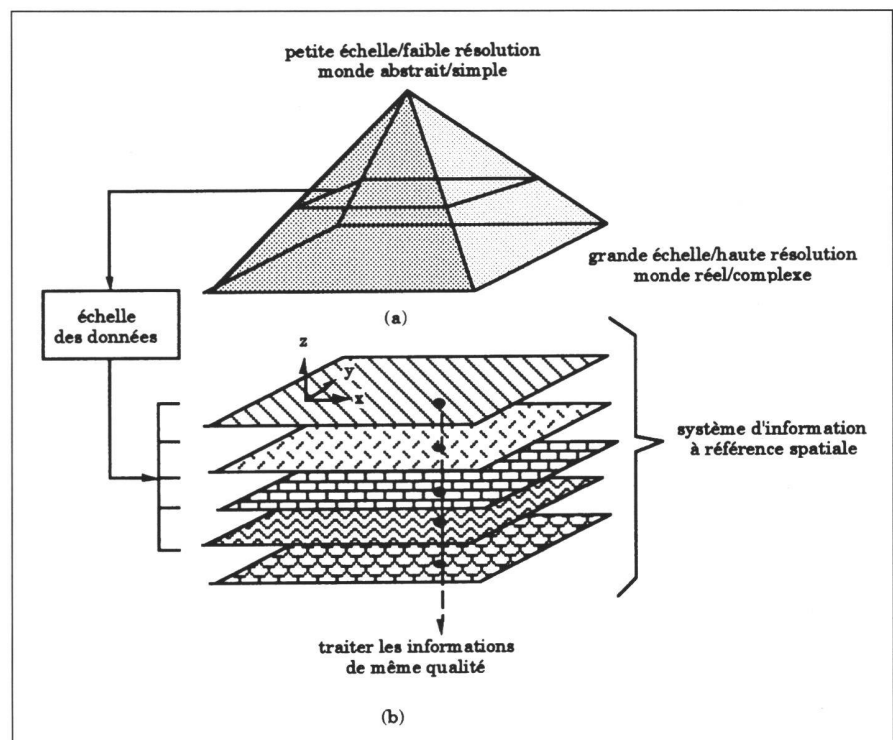 petite échelle/faible résolution
monde abstrait/simple
grande échelle/haute résolution
monde réel/complexe
échelle
des données
(a)
z
y
x
système d'information
à référence spatiale
traiter les informations
de même qualité
(b)